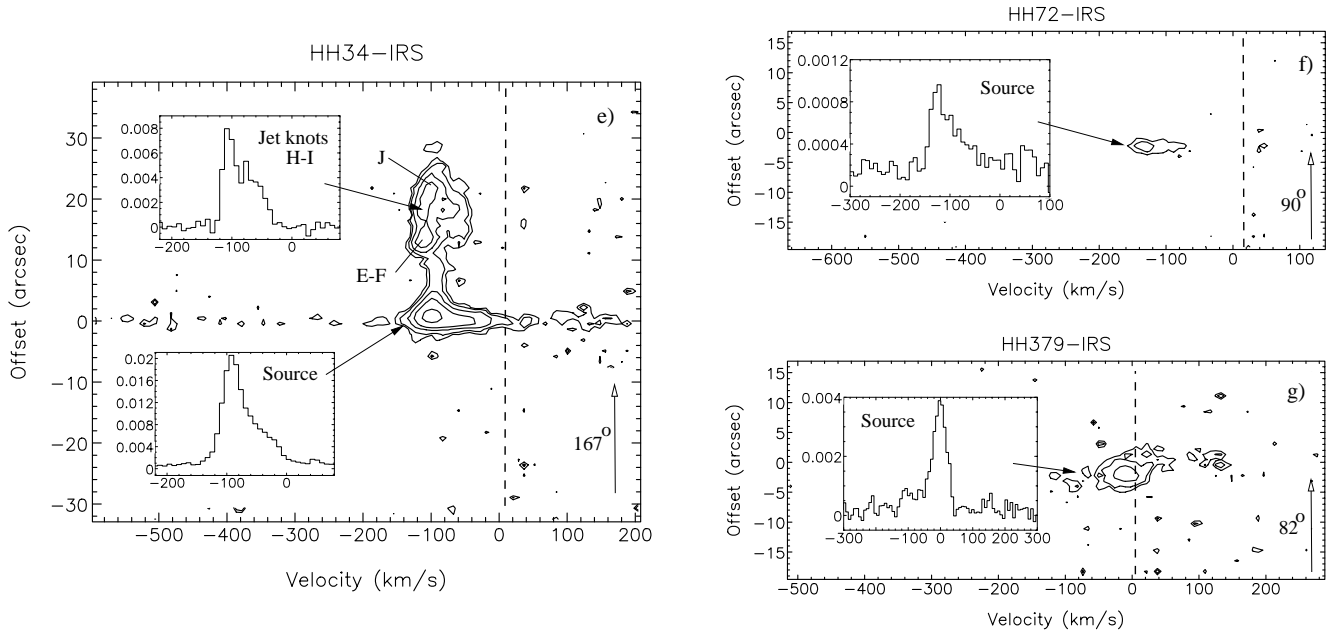 HH34-IRS
e)
0.008
0.006
0.004
0.002
0
-200 -100 0
Jet knots
H-I
J
E-F
0.02
0.016
0.012
0.008
0.004
0
-200 -100 0
Source
167°
30
20
10
0
-10
-20
-30
Offset (arcsec)
-500 -400 -300 -200 -100 0 100 200
Velocity (km/s)
HH72-IRS
f)
0.0012
0.0008
0.0004
0
-300 -200 -100 0 100
Source
90°
15
10
5
0
-5
-10
-15
Offset (arcsec)
-600 -500 -400 -300 -200 -100 0 100
Velocity (km/s)
HH379-IRS
g)
0.004
0.002
0
-300 -200 -100 0 100 200 300
Source
82°
15
10
5
0
-5
-10
-15
Offset (arcsec)
-500 -400 -300 -200 -100 0 100 200
Velocity (km/s)